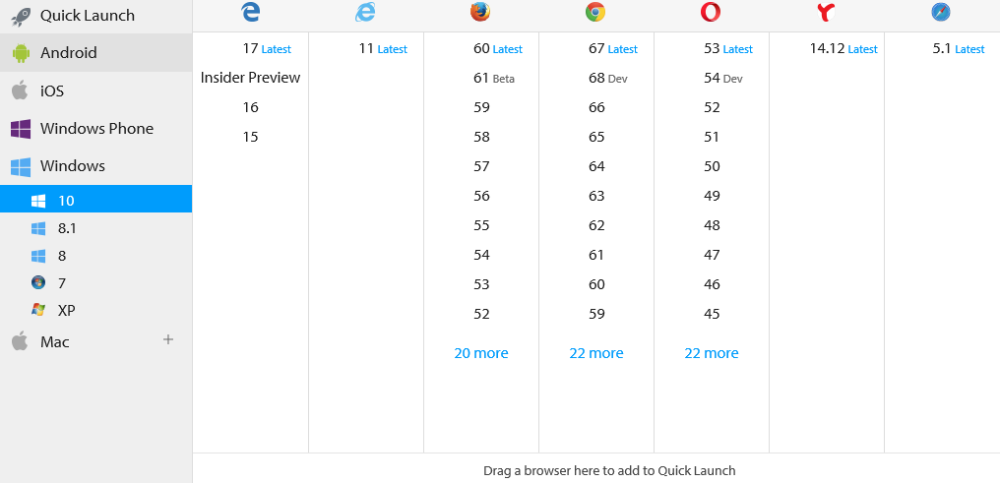 Quick Launch
Android
iOS
Windows Phone
Windows
10
8.1
8
7
XP
Mac +
17 Latest 11 Latest 60 Latest 67 Latest 53 Latest 14.12 Latest 5.1 Latest
Insider Preview 61 Beta 68 Dev 54 Dev
16 59 66 52
15 58 65 51
57 64 50
56 63 49
55 62 48
54 61 47
53 60 46
52 59 45
20 more 22 more 22 more
Drag a browser here to add to Quick Launch